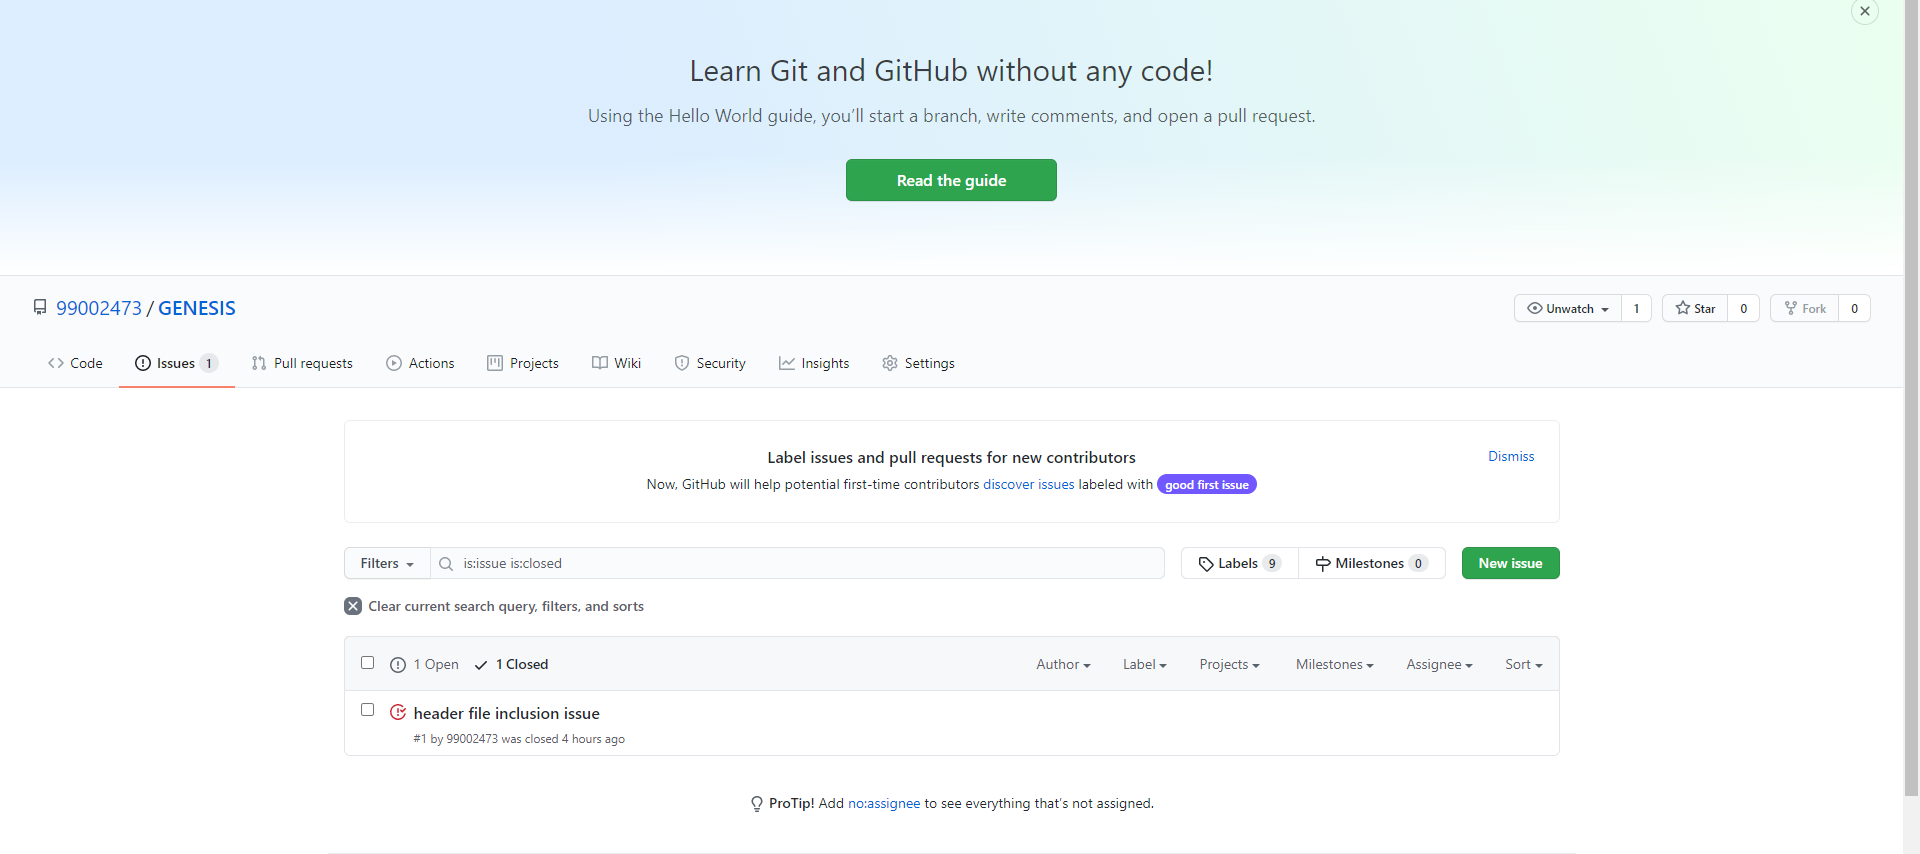 Learn Git and GitHub without any code!
Using the Hello World guide, you’ll start a branch, write comments, and open a pull request.
Read the guide
99002473 / GENESIS
Unwatch 1 Star 0 Fork 0
Code Issues 1 Pull requests Actions Projects Wiki Security Insights Settings
Label issues and pull requests for new contributors
Dismiss
Now, GitHub will help potential first-time contributors discover issues labeled with good first issue
Filters is:issue is:closed Labels 9 Milestones 0 New issue
Clear current search query, filters, and sorts
1 Open 1 Closed Author Label Projects Milestones Assignee Sort
header file inclusion issue
#1 by 99002473 was closed 4 hours ago
ProTip! Add no:assignee to see everything that’s not assigned.